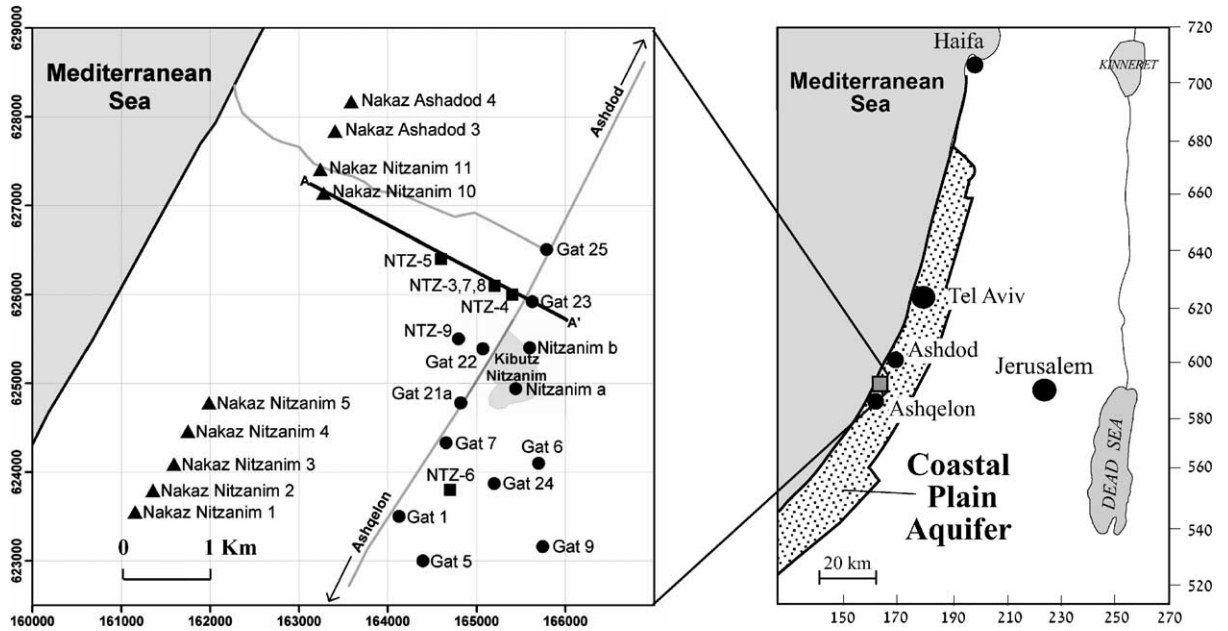 629000
628000
627000
626000
625000
624000
623000
160000
161000
162000
163000
164000
165000
166000
Mediterranean
Sea
Nakaz Ashadod 4
Nakaz Ashadod 3
Nakaz Nitzanim 11
A
Nakaz Nitzanim 10
Ashdod
Gat 25
NTZ-5
NTZ-3,7,8
NTZ-4
Gat 23
A'
NTZ-9
Gat 22
Nitzanim b
Kibutz
Nitzanim
Nitzanim a
Gat 21a
Nakaz Nitzanim 5
Nakaz Nitzanim 4
Nakaz Nitzanim 3
Nakaz Nitzanim 2
Nakaz Nitzanim 1
Gat 7
Gat 6
NTZ-6
Gat 24
Gat 1
Gat 9
Gat 5
Ashqelon
0 1 Km
Haifa
KINNERET
Mediterranean
Sea
Tel Aviv
Ashdod
Jerusalem
Ashqelon
DEAD SEA
Coastal
Plain
Aquifer
20 km
720
700
680
660
640
620
600
580
560
540
520
150
170
190
210
230
250
270